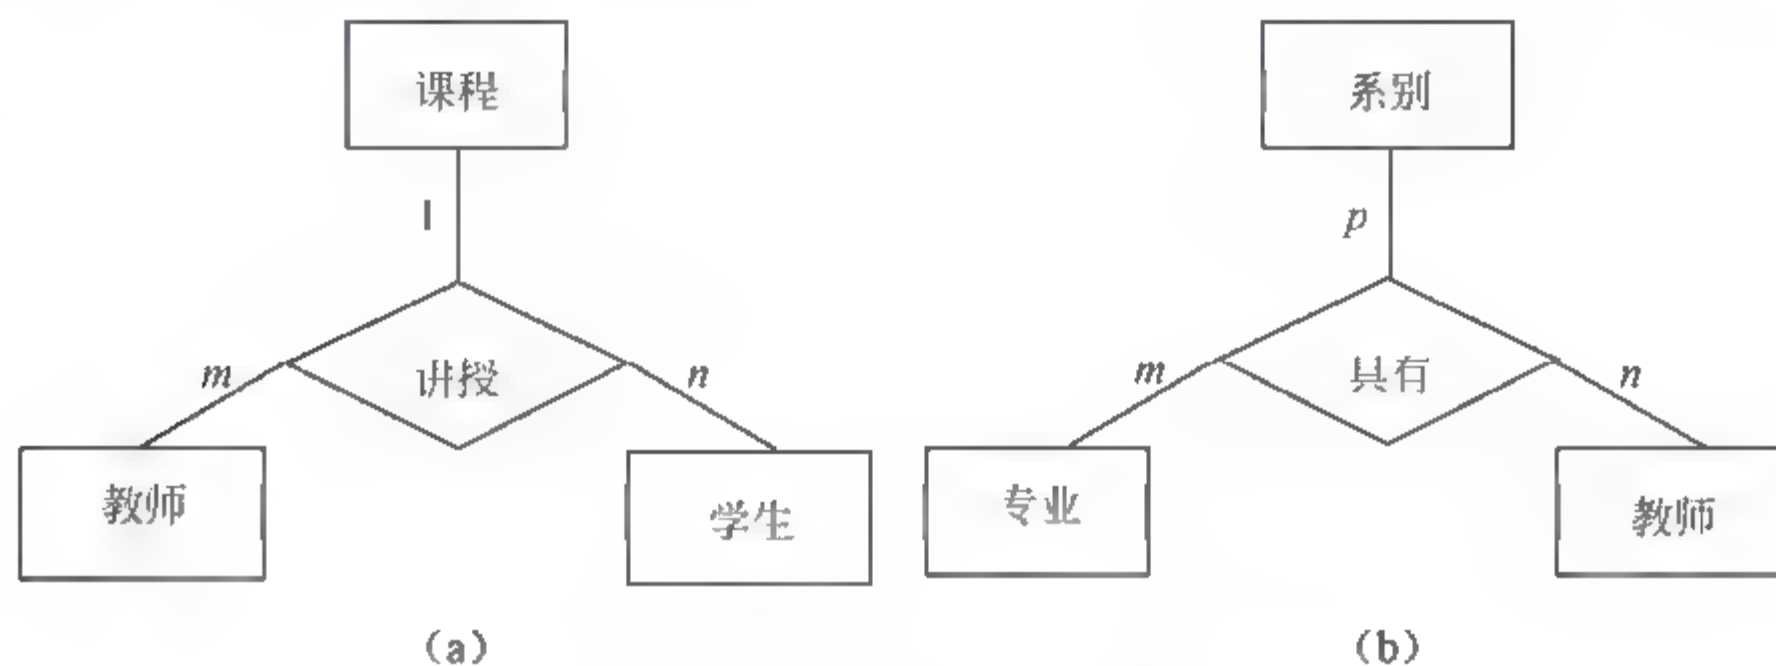 课程 系别
1 p
m 讲授 n m 具有 n
教师 学生 专业 教师
(a) (b)